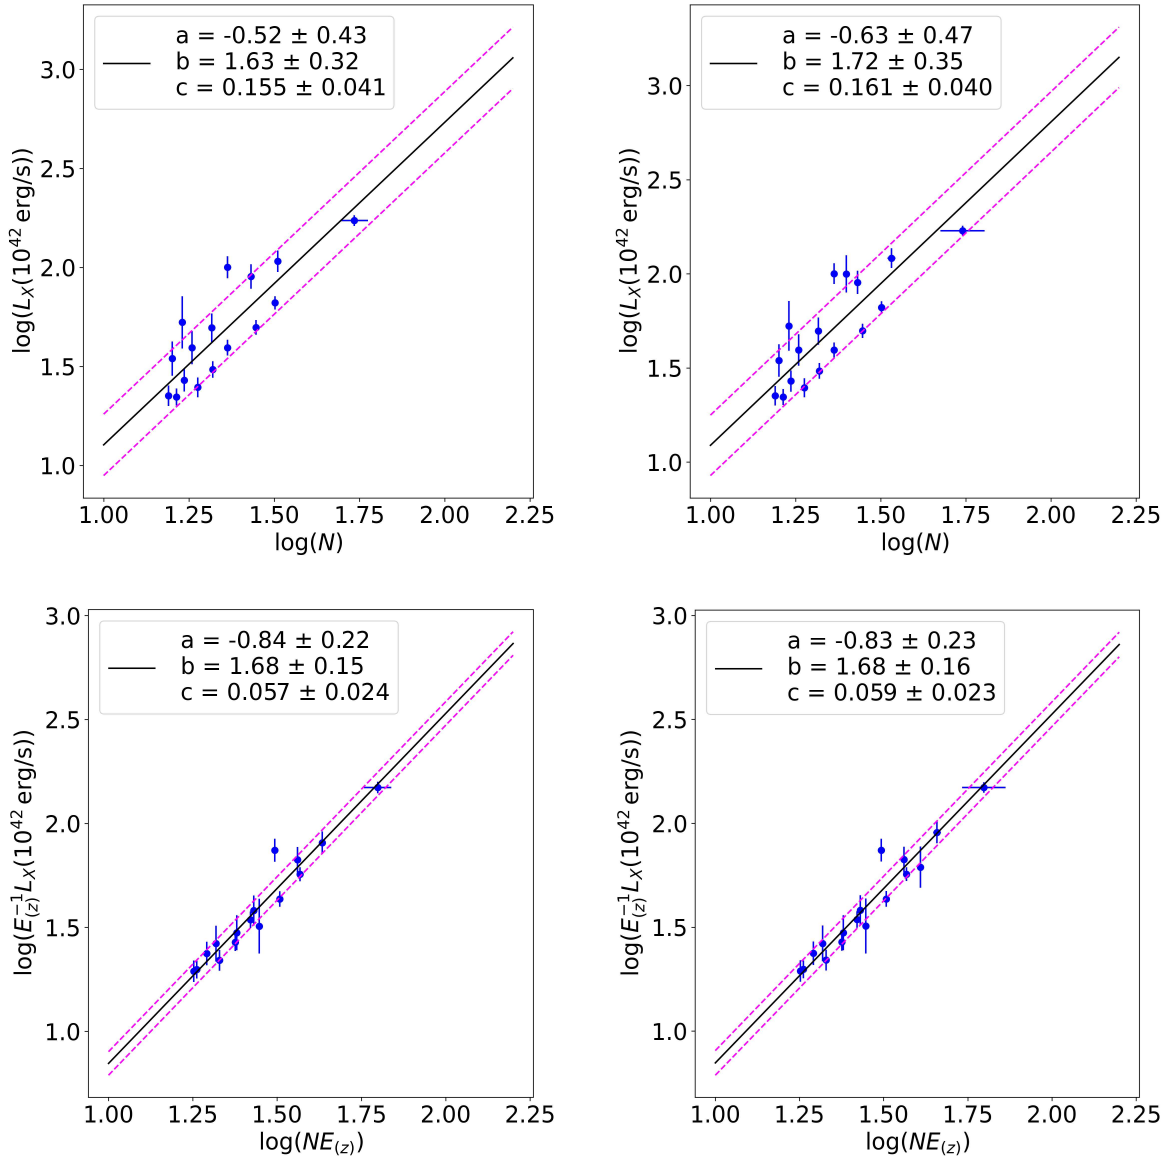 a = -0.52 ± 0.43
b = 1.63 ± 0.32
c = 0.155 ± 0.041
3.0
2.5
2.0
1.5
1.0
log(L_X(10^42 erg/s))
1.00 1.25 1.50 1.75 2.00 2.25
log(N)
a = -0.63 ± 0.47
b = 1.72 ± 0.35
c = 0.161 ± 0.040
3.0
2.5
2.0
1.5
1.0
log(L_X(10^42 erg/s))
1.00 1.25 1.50 1.75 2.00 2.25
log(N)
a = -0.84 ± 0.22
b = 1.68 ± 0.15
c = 0.057 ± 0.024
3.0
2.5
2.0
1.5
1.0
log(E_(z)^-1 L_X(10^42 erg/s))
1.00 1.25 1.50 1.75 2.00 2.25
log(NE_(z))
a = -0.83 ± 0.23
b = 1.68 ± 0.16
c = 0.059 ± 0.023
3.0
2.5
2.0
1.5
1.0
log(E_(z)^-1 L_X(10^42 erg/s))
1.00 1.25 1.50 1.75 2.00 2.25
log(NE_(z))